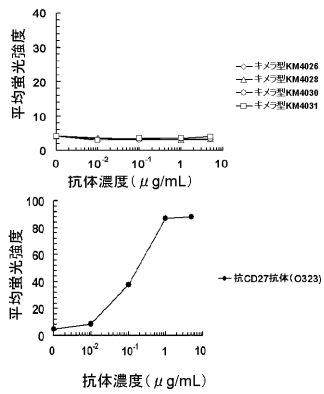 平均蛍光強度
40
30
20
10
0
0
10-2
10-1
1
5
10
抗体濃度(μg/mL)
キメラ型KM4026
キメラ型KM4028
キメラ型KM4030
キメラ型KM4031
平均蛍光強度
100
80
60
40
20
0
0
10-2
10-1
1
10
抗体濃度(μg/mL)
抗CD27抗体(O323)